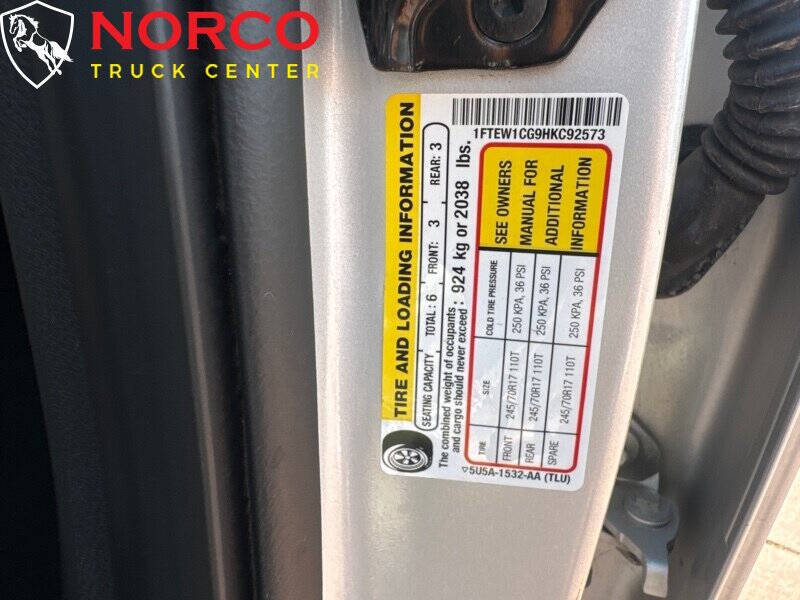 NORCO
TRUCK CENTER
1FTEW1CG9HKC92573
TIRE AND LOADING INFORMATION
SEATING CAPACITY TOTAL: 6 FRONT: 3 REAR: 3
The combined weight of occupants
and cargo should never exceed: 924 kg or 2038 lbs.
TIRE SIZE COLD TIRE PRESSURE
FRONT 245/70R17 110T 250 KPA, 36 PSI
REAR 245/70R17 110T 250 KPA, 36 PSI
SPARE 245/70R17 110T 250 KPA, 36 PSI
SEE OWNERS
MANUAL FOR
ADDITIONAL
INFORMATION
5U5A-1532-AA (TLU)